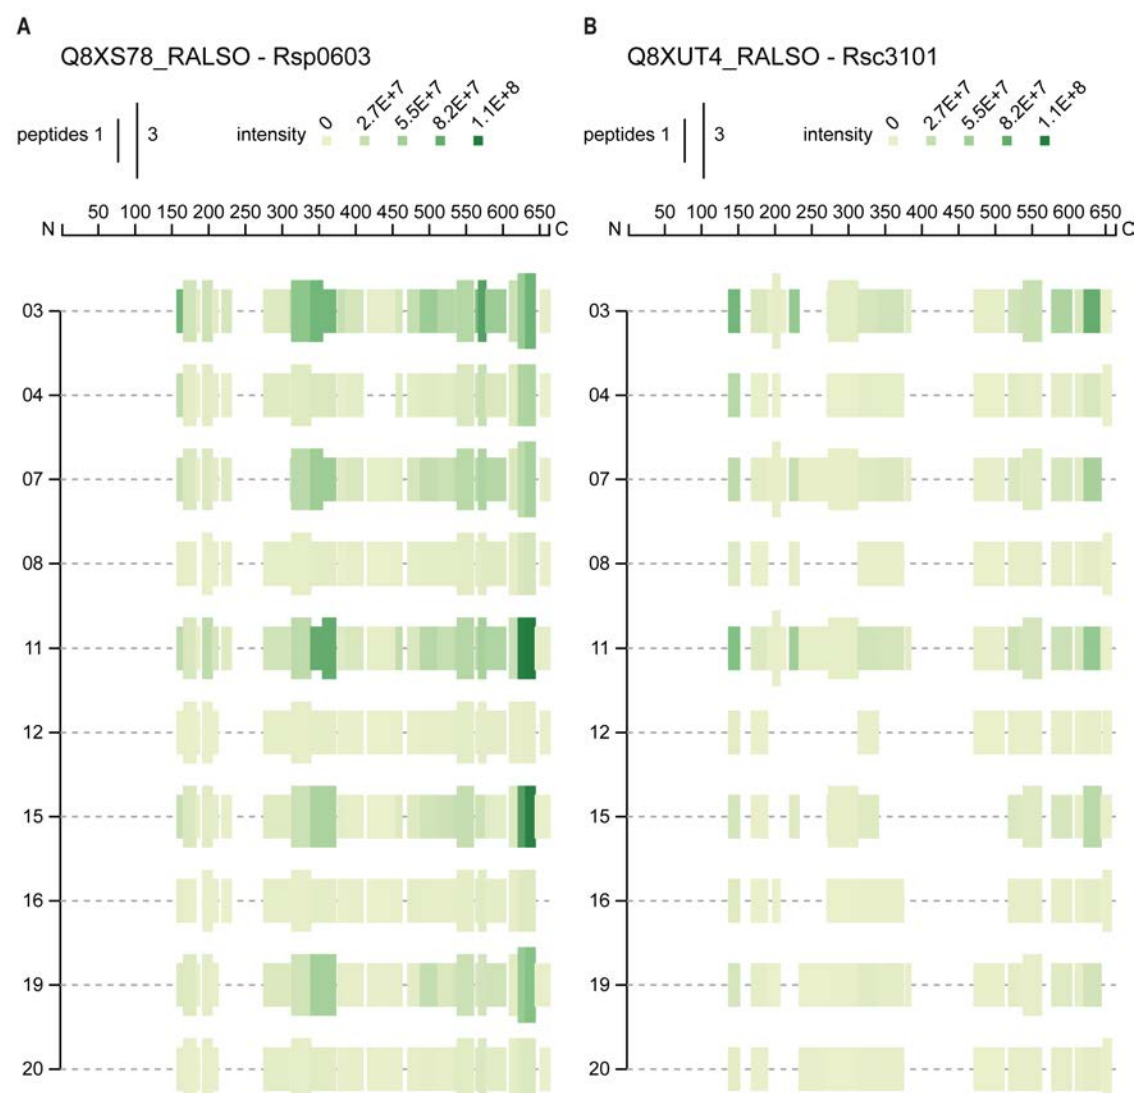 A
Q8XS78_RALSO - Rsp0603
peptides 1 3 intensity 0 2.7E+7 5.5E+7 8.2E+7 1.1E+8
N 50 100 150 200 250 300 350 400 450 500 550 600 650 C
03
04
07
08
11
12
15
16
19
20
B
Q8XUT4_RALSO - Rsc3101
peptides 1 3 intensity 0 2.7E+7 5.5E+7 8.2E+7 1.1E+8
N 50 100 150 200 250 300 350 400 450 500 550 600 650 C
03
04
07
08
11
12
15
16
19
20